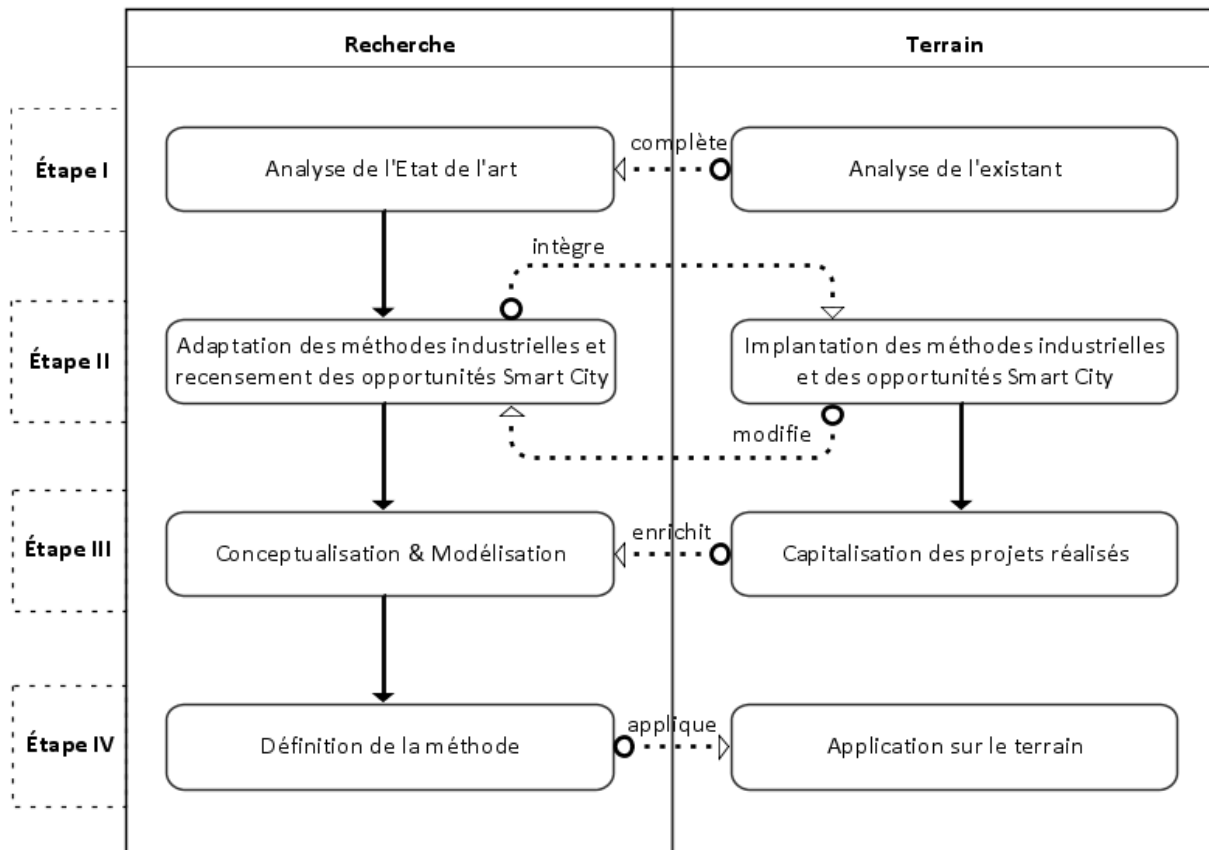 Recherche
Terrain
Étape I
Analyse de l'Etat de l'art
complète
Analyse de l'existant
intègre
Étape II
Adaptation des méthodes industrielles et
recensement des opportunités Smart City
Implantation des méthodes industrielles
et des opportunités Smart City
modifie
Étape III
Conceptualisation & Modélisation
enrichit
Capitalisation des projets réalisés
Étape IV
Définition de la méthode
applique
Application sur le terrain